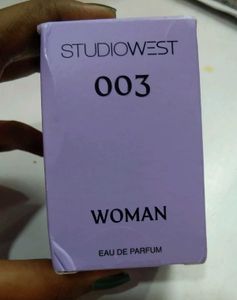 STUDIOWEST
003
WOMAN
EAU DE PARFUM